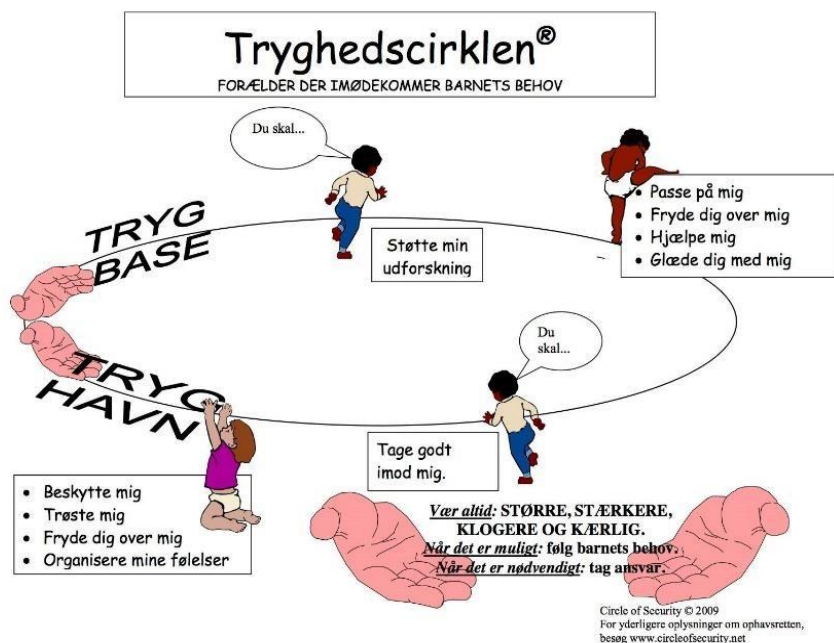 Tryghedscirklen®
FORÆLDER DER IMØDEKOMMER BARNETS BEHOV
Du skal...
TRYG
BASE
Støtte min
udforskning
• Passe på mig
• Fryde dig over mig
• Hjælpe mig
• Glæde dig med mig
Du
skal...
TRYG
HAVN
Tage godt
imod mig.
• Beskytte mig
• Trøste mig
• Fryde dig over mig
• Organisere mine følelser
Vær altid: STØRRE, STÆRKERE,
KLOGERE OG KÆRLIG.
Når det er muligt: følg barnets behov.
Når det er nødvendigt: tag ansvar.
Circle of Security © 2009
For yderligere oplysninger om ophavsretten,
besøg www.circleofsecurity.net